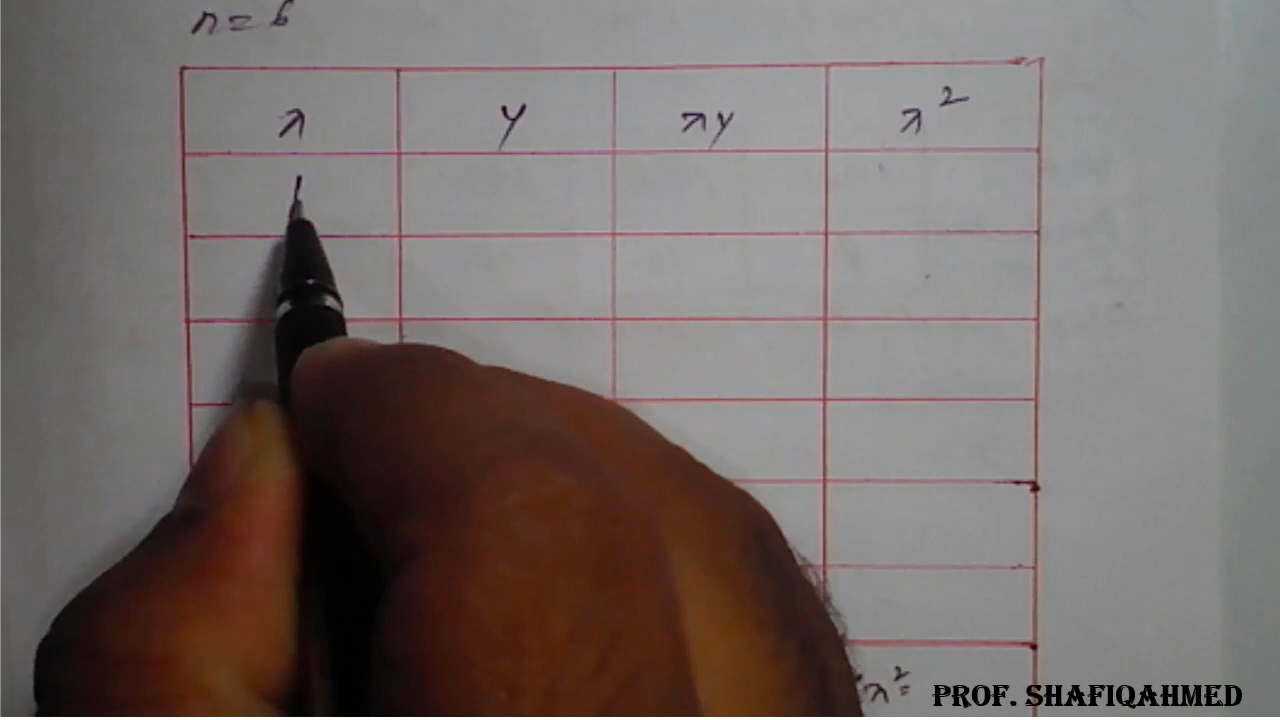 n = 6
x y xy x²
1
x² =
PROF. SHAFIQAHMED